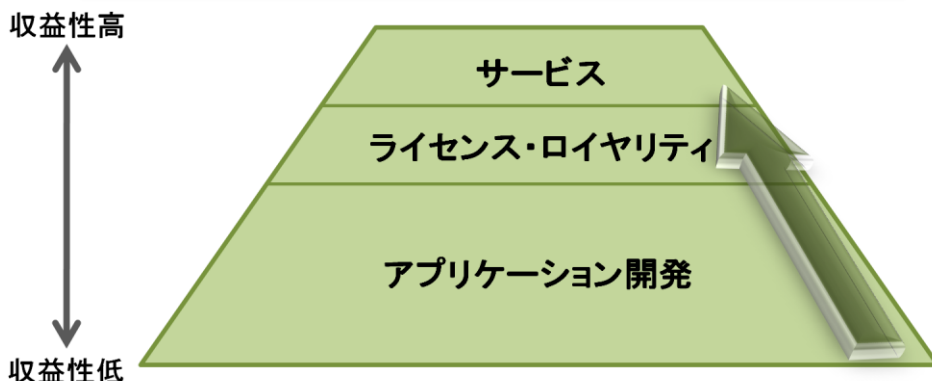 収益性高
サービス
ライセンス・ロイヤリティ
アプリケーション開発
収益性低